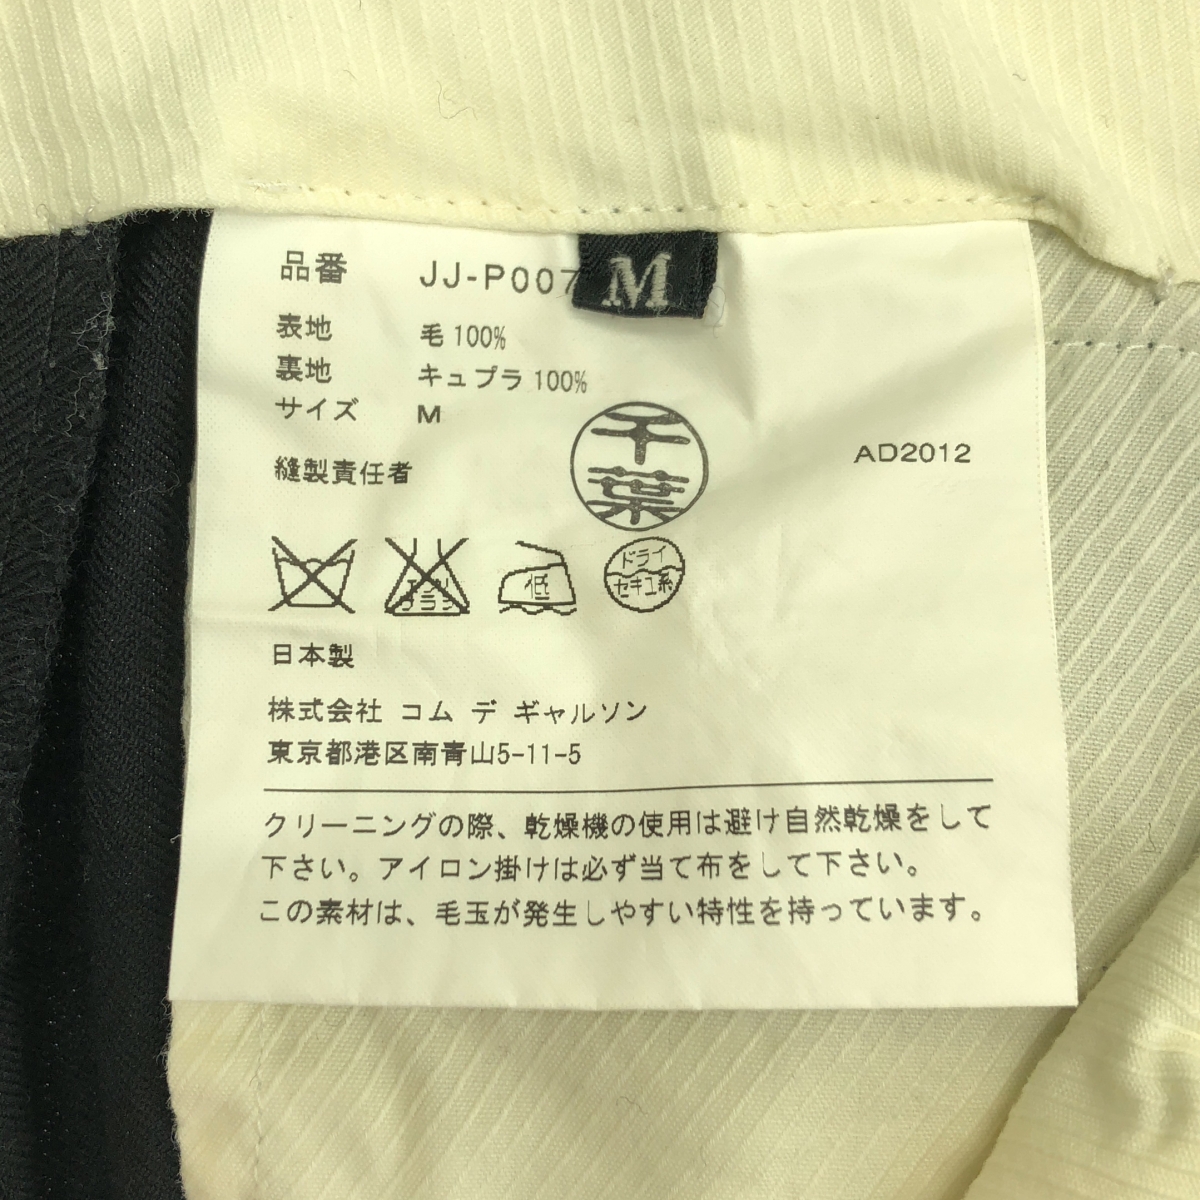 品番 JJ-P007
M
表地 毛 100%
裏地 キュプラ 100%
サイズ M
縫製責任者 千葉
AD2012
エンソ
サラシ
低
ドライ
セキユ系
日本製
株式会社 コム デ ギャルソン
東京都港区南青山5-11-5
クリーニングの際、乾燥機の使用は避け自然乾燥をして
下さい。アイロン掛けは必ず当て布をして下さい。
この素材は、毛玉が発生しやすい特性を持っています。